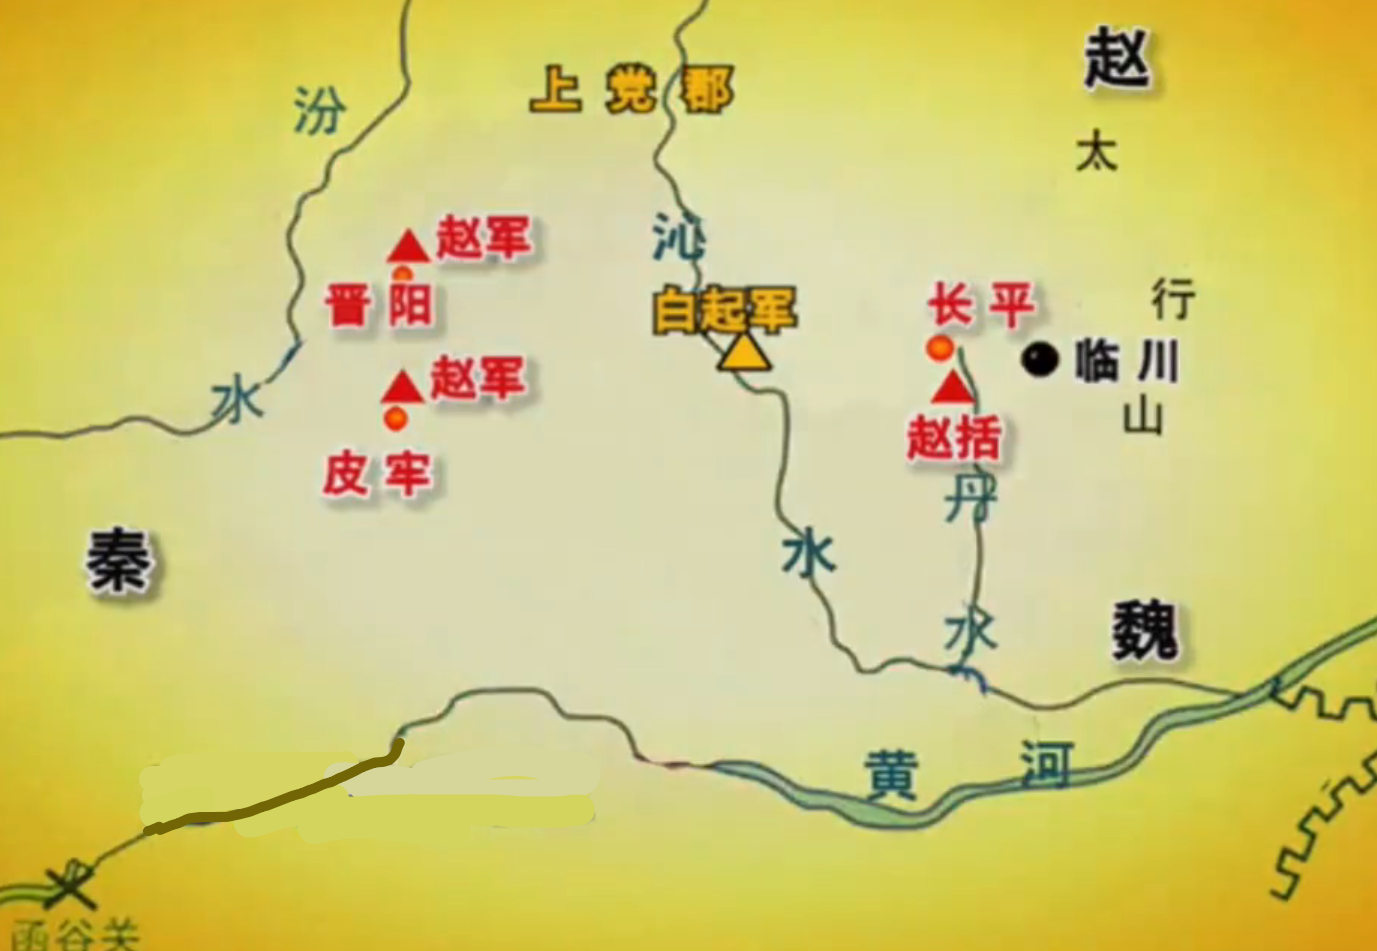 赵
上党郡
汾
太
赵军
沁
晋阳
白起军
长平
行
临川
赵军
水
山
赵括
皮牢
丹
水
秦
水
魏
黄河
函谷关